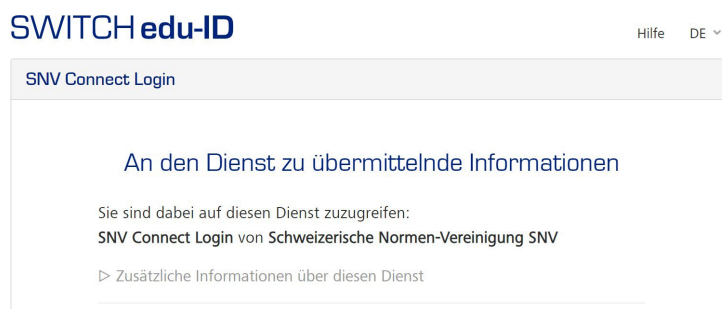 SWITCH edu-ID
Hilfe DE
SNV Connect Login
An den Dienst zu übermittelnde Informationen
Sie sind dabei auf diesen Dienst zuzugreifen:
SNV Connect Login von Schweizerische Normen-Vereinigung SNV
▷ Zusätzliche Informationen über diesen Dienst